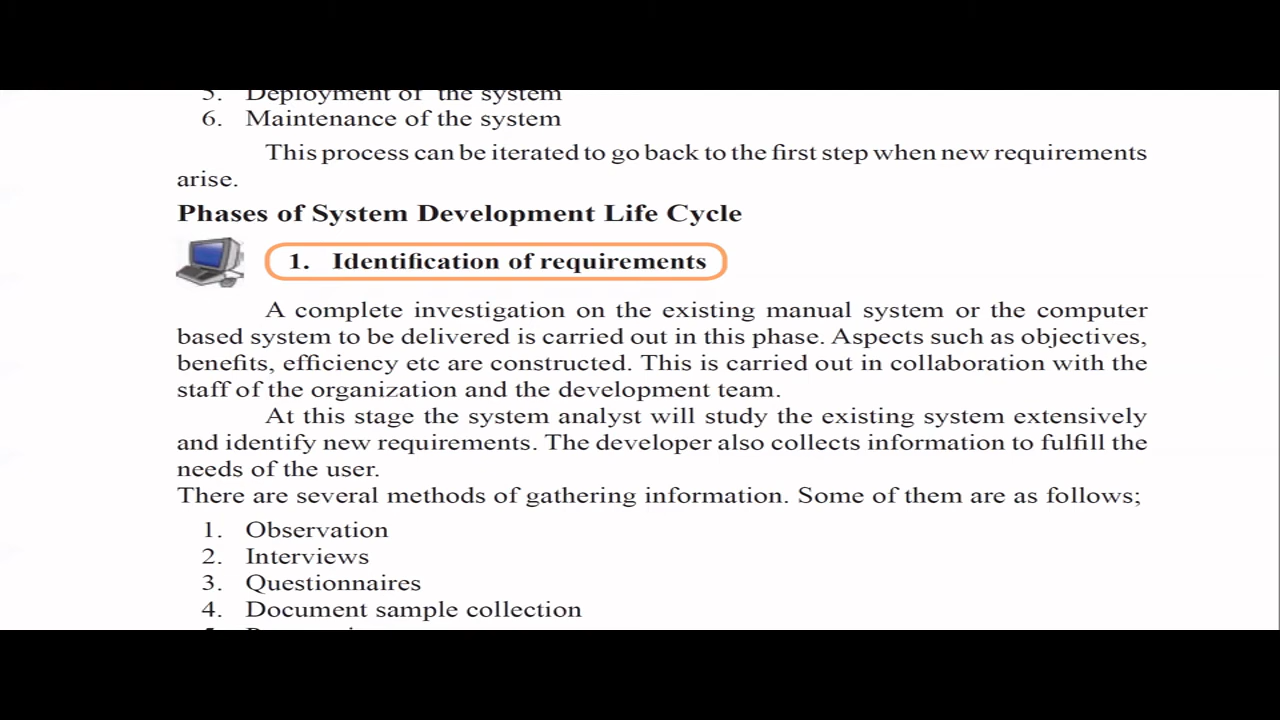 5. Deployment of the system
6. Maintenance of the system
This process can be iterated to go back to the first step when new requirements
arise.
Phases of System Development Life Cycle
1. Identification of requirements
A complete investigation on the existing manual system or the computer
based system to be delivered is carried out in this phase. Aspects such as objectives,
benefits, efficiency etc are constructed. This is carried out in collaboration with the
staff of the organization and the development team.
At this stage the system analyst will study the existing system extensively
and identify new requirements. The developer also collects information to fulfill the
needs of the user.
There are several methods of gathering information. Some of them are as follows;
1. Observation
2. Interviews
3. Questionnaires
4. Document sample collection